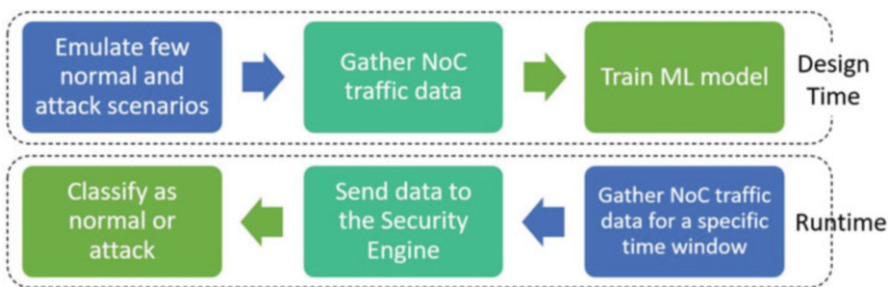 Emulate few
normal and
attack scenarios
Gather NoC
traffic data
Train ML model
Design
Time
Classify as
normal or
attack
Send data to
the Security
Engine
Gather NoC traffic
data for a specific
time window
Runtime